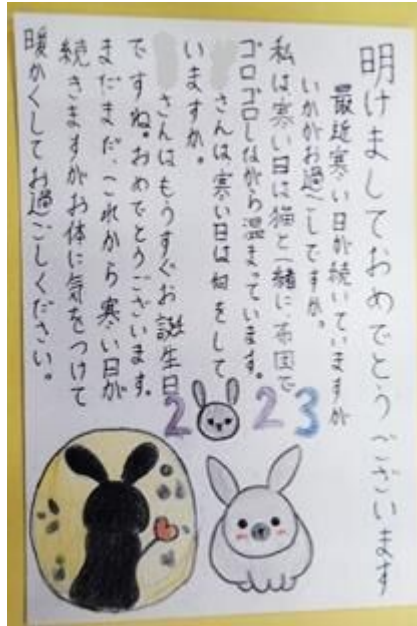 明けましておめでとうございます
最近寒い日が続いていますが
いかがお過ごしですか。
私は寒い日は猫と一緒に布団で
ゴロゴロしながら温まっています。
さんは寒い日は何をして
いますか。
さんはもうすぐお誕生日
ですね。おめでとうございます。
まだまだ、これから寒い日が
続きますがお体に気をつけて
暖かくしてお過ごしください。
2 23